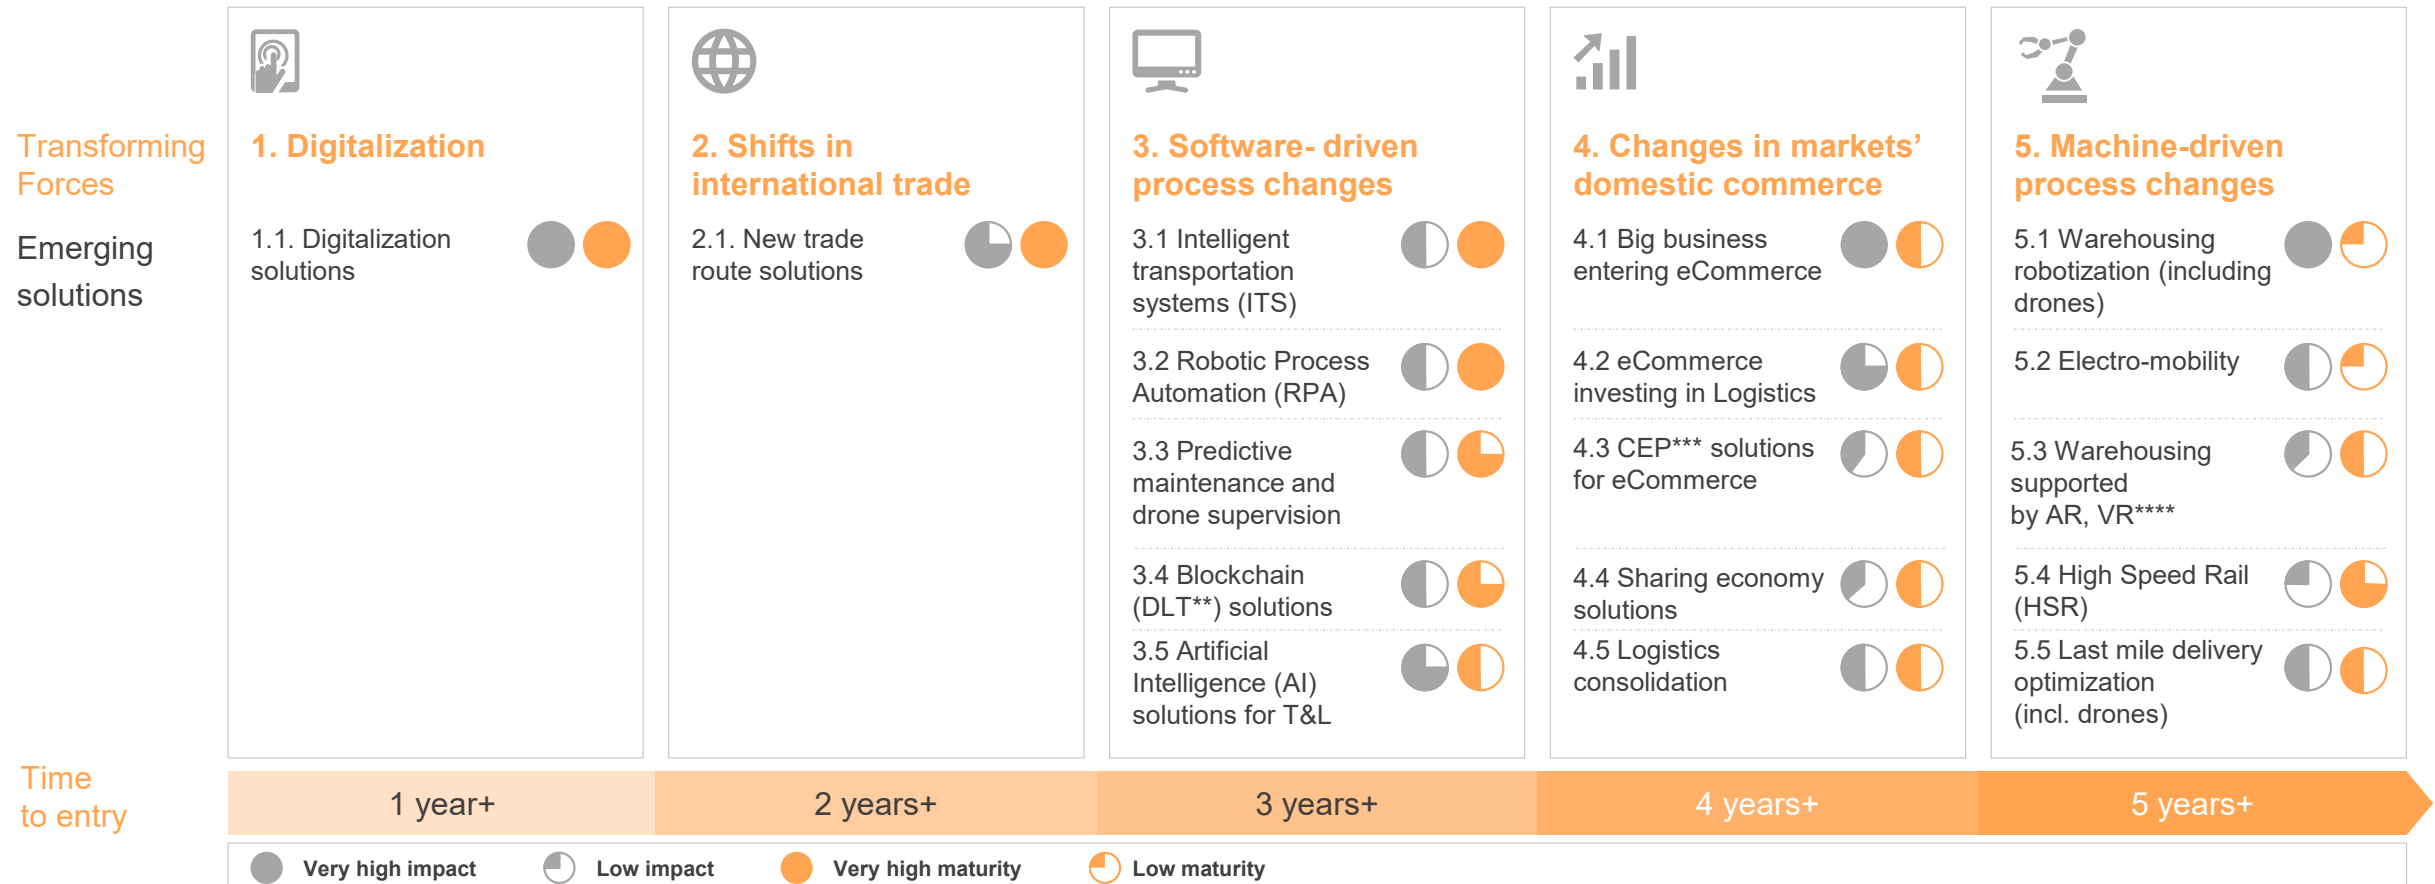 Transforming
Forces
Emerging
solutions
1. Digitalization
1.1. Digitalization
solutions
2. Shifts in
international trade
2.1. New trade
route solutions
3. Software- driven
process changes
3.1 Intelligent
transportation
systems (ITS)
3.2 Robotic Process
Automation (RPA)
3.3 Predictive
maintenance and
drone supervision
3.4 Blockchain
(DLT**) solutions
3.5 Artificial
Intelligence (AI)
solutions for T&L
4. Changes in markets’
domestic commerce
4.1 Big business
entering eCommerce
4.2 eCommerce
investing in Logistics
4.3 CEP*** solutions
for eCommerce
4.4 Sharing economy
solutions
4.5 Logistics
consolidation
5. Machine-driven
process changes
5.1 Warehousing
robotization (including
drones)
5.2 Electro-mobility
5.3 Warehousing
supported
by AR, VR****
5.4 High Speed Rail
(HSR)
5.5 Last mile delivery
optimization
(incl. drones)
Time
to entry
1 year+
2 years+
3 years+
4 years+
5 years+
Very high impact
Low impact
Very high maturity
Low maturity